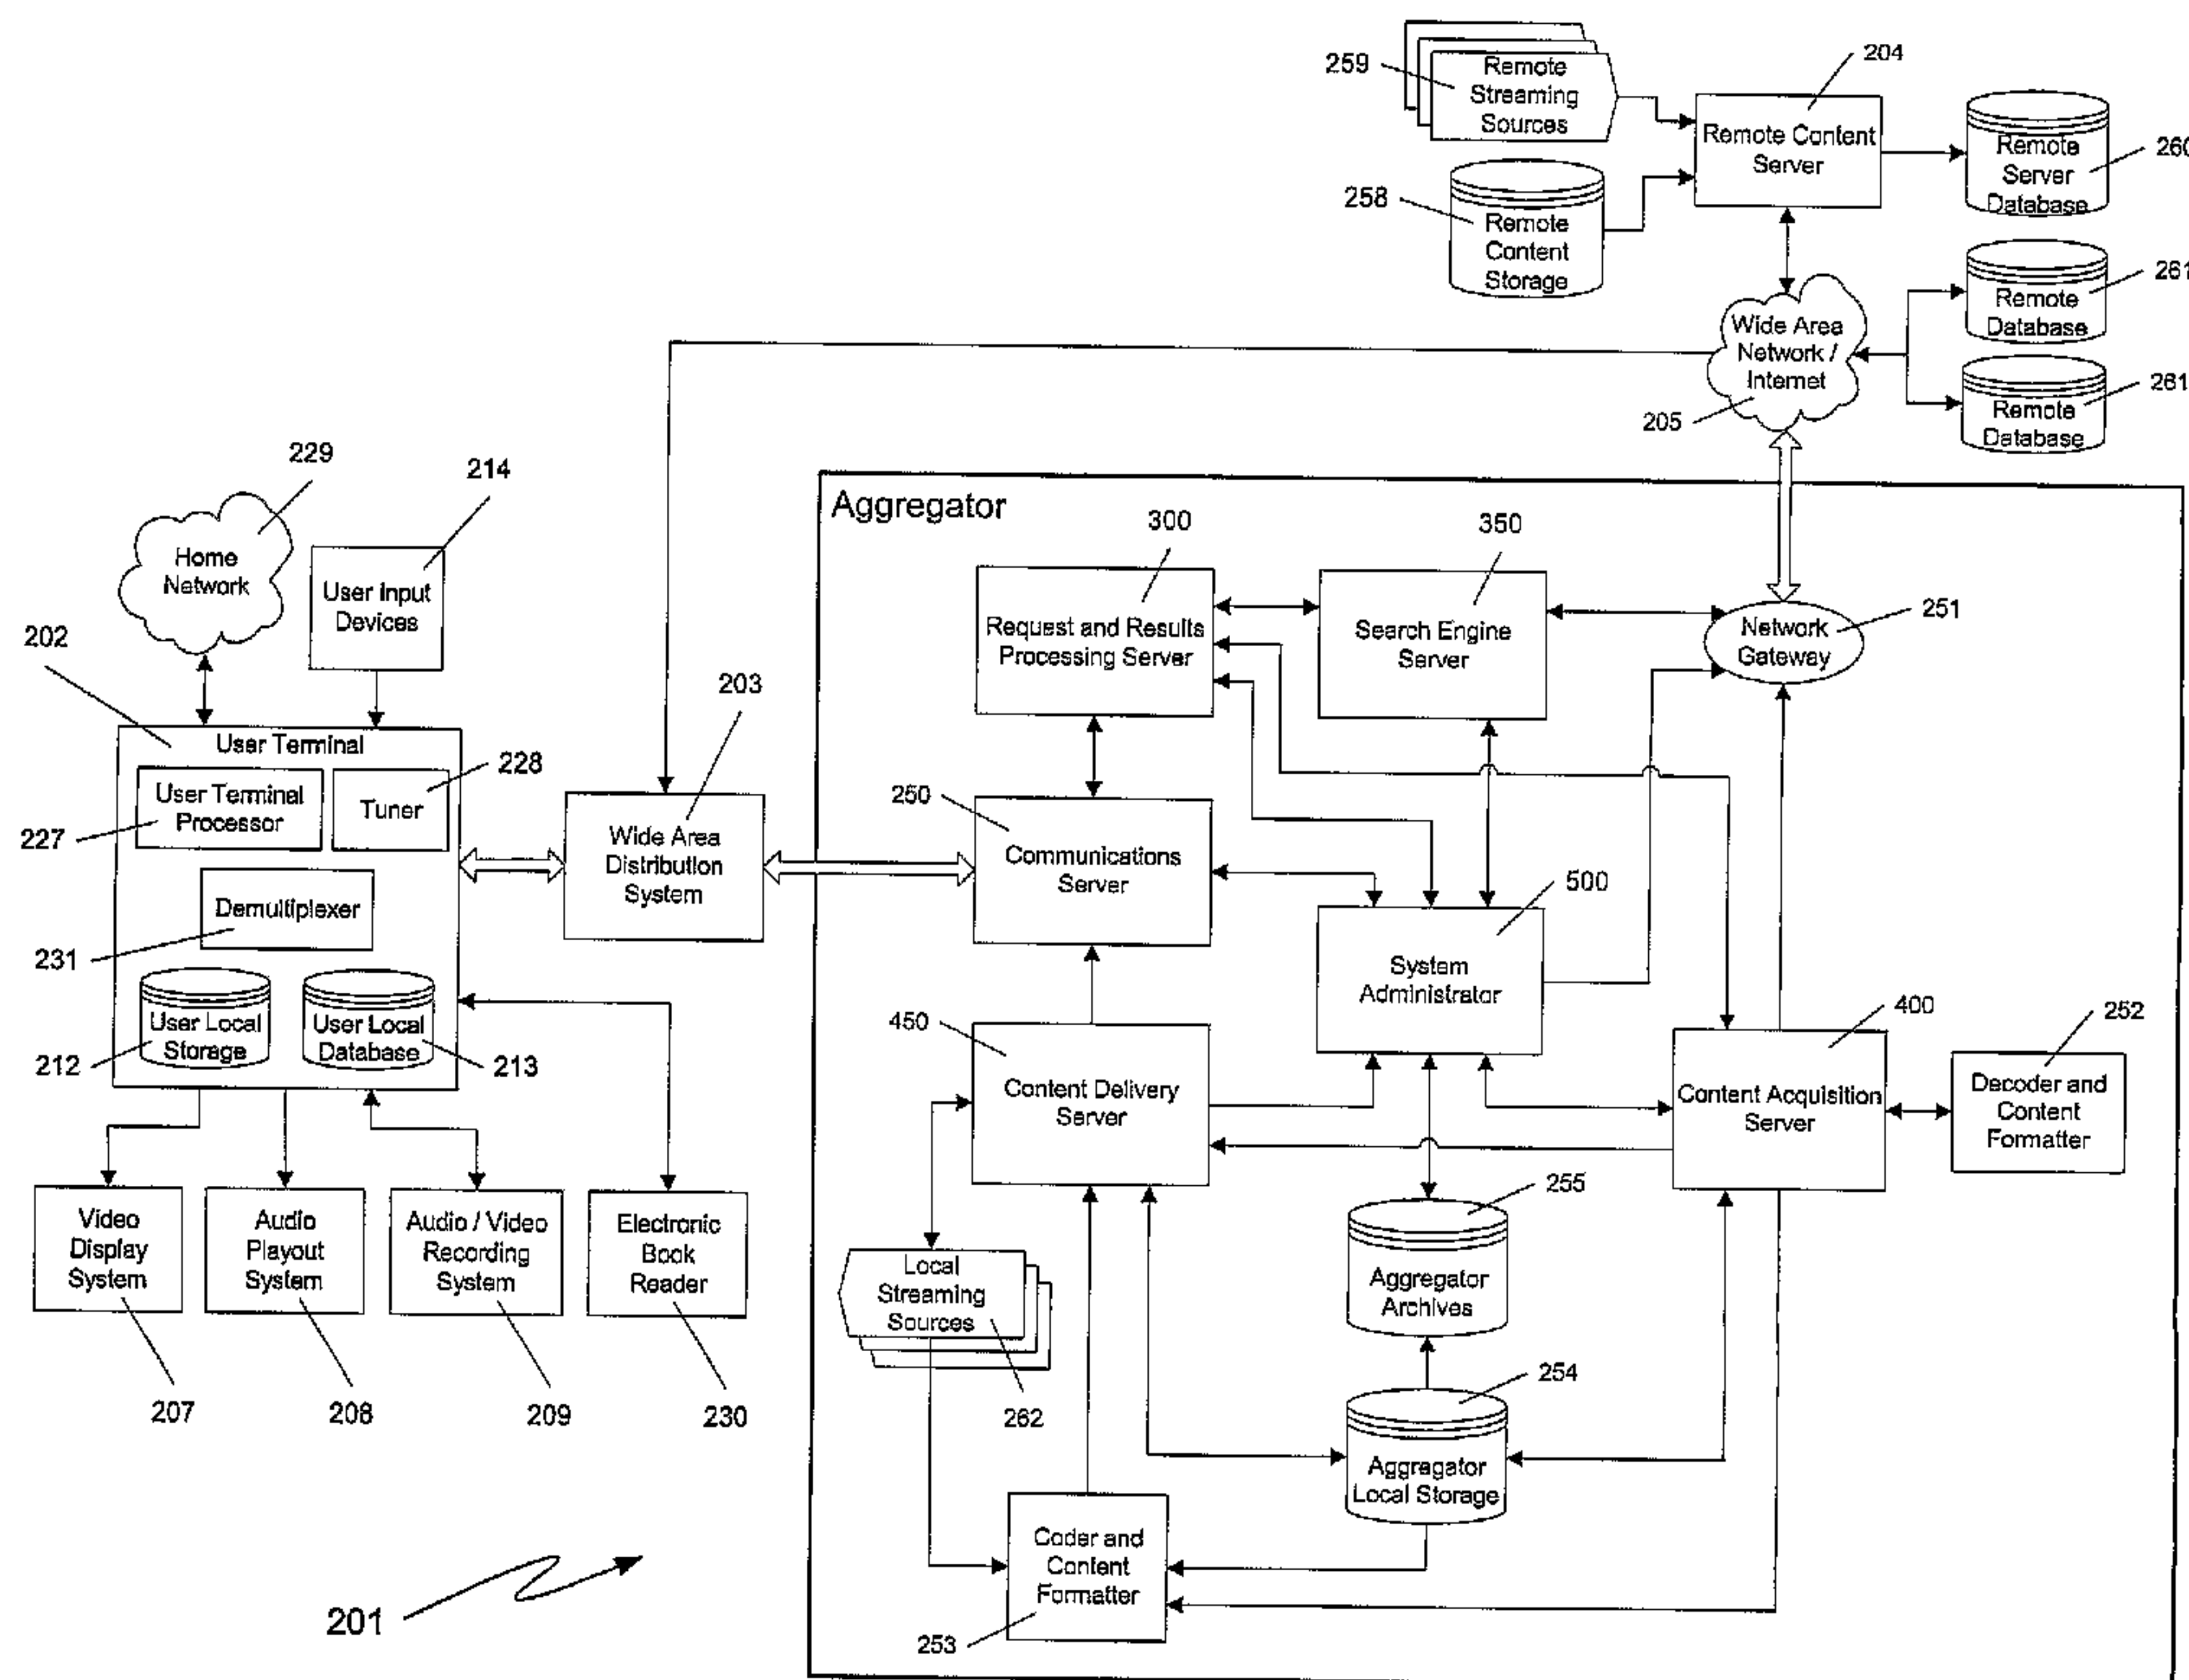 259
Remote
Streaming
Sources
204
Remote Content
Server
Remote
Server
Database
260
258
Remote
Content
Storage
Remote
Database
261
Wide Area
Network /
Internet
205
Remote
Database
261
229
Home
Network
214
User Input
Devices
202
User Terminal
User Terminal
Processor
227
228
Tuner
Demultiplexer
231
User Local
Storage
212
User Local
Database
213
203
Wide Area
Distribution
System
Video
Display
System
207
Audio
Playout
System
208
Audio / Video
Recording
System
209
Electronic
Book
Reader
230
201
Aggregator
300
Request and Results
Processing Server
350
Search Engine
Server
Network
Gateway
251
250
Communications
Server
500
System
Administrator
450
Content Delivery
Server
400
Content Acquisition
Server
252
Decoder and
Content
Formatter
Local
Streaming
Sources
262
255
Aggregator
Archives
254
Aggregator
Local Storage
Coder and
Content
Formatter
253